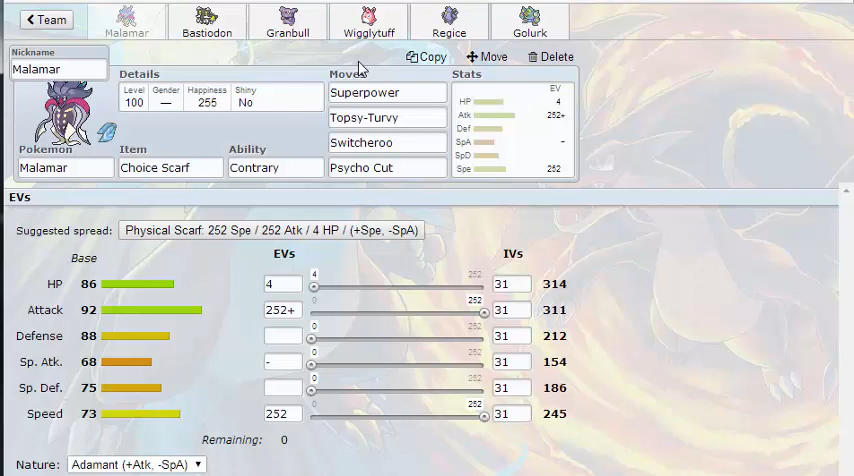 < Team
Malamar Bastiodon Granbull Wigglytuff Regice Golurk
Copy Move Delete
Nickname
Malamar
Details Moves Stats
Level Gender Happiness Shiny
100 — 255 No
EV
Superpower
HP 4
Atk 252+
Topsy-Turvy
Def
Switcheroo
SpA -
SpD
Pokemon Item Ability
Malamar Choice Scarf Contrary Psycho Cut
Spe 252
EVs
Suggested spread: Physical Scarf: 252 Spe / 252 Atk / 4 HP / (+Spe, -SpA)
Base EVs IVs
HP 86 4 4 252 31 314
Attack 92 252+ 0 252 31 311
Defense 88 0 252 31 212
Sp. Atk. 68 - 0 252 31 154
Sp. Def. 75 0 252 31 186
Speed 73 252 0 252 31 245
Remaining: 0
Nature: Adamant (+Atk, -SpA)